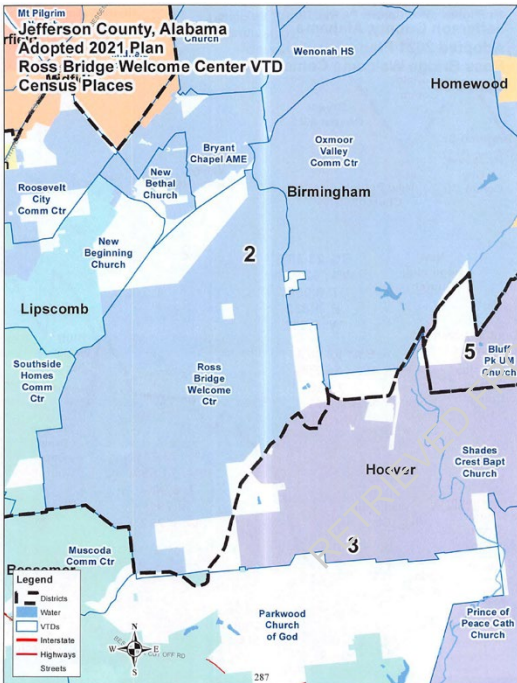 Mt Pilgrim
Jefferson County, Alabama
Adopted 2021 Plan
Ross Bridge Welcome Center VTD
Census Places
Church
Wenonah HS
Homewood
Bryant
Chapel AME
Oxmoor
Valley
Comm Ctr
New
Bethal
Church
Roosevelt
City
Comm Ctr
Birmingham
New
Beginning
Church
2
Lipscomb
Southside
Homes
Comm
Ctr
Ross
Bridge
Welcome
Ctr
5
Bluff
Pk UM
Church
Hoover
Shades
Crest Bapt
Church
RETRIEVED
3
Muscoda
Comm Ctr
Bessemer
Legend
Districts
Water
VTDs
Interstate
Highways
Streets
N
W E
S
Parkwood
Church
of God
Prince of
Peace Cath
Church
287